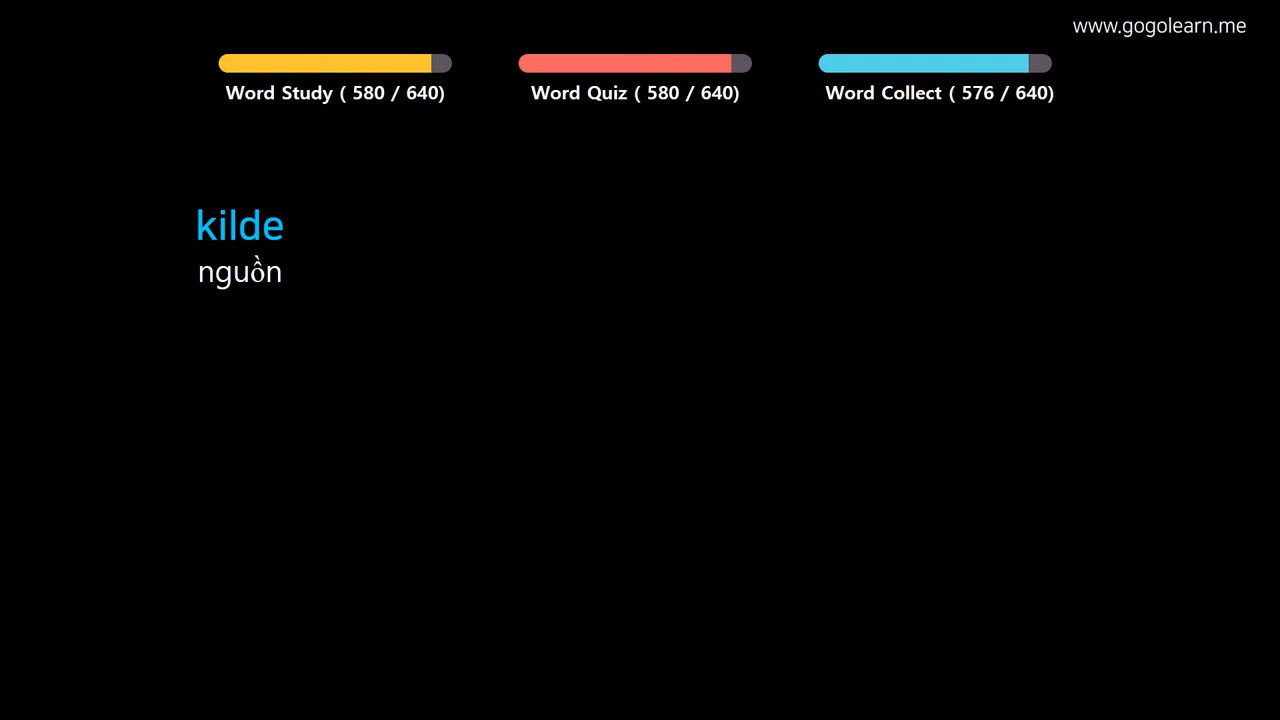 www.gogolearn.me
Word Study ( 580 / 640)
Word Quiz ( 580 / 640)
Word Collect ( 576 / 640)
kilde
nguồn